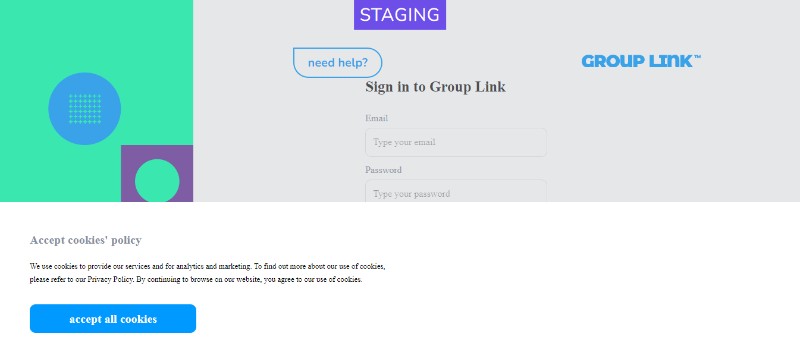 STAGING
need help?
GROUP LINK™
Sign in to Group Link
Email
Type your email
Password
Type your password
Accept cookies' policy
We use cookies to provide our services and for analytics and marketing. To find out more about our use of cookies,
please refer to our Privacy Policy. By continuing to browse on our website, you agree to our use of cookies.
accept all cookies